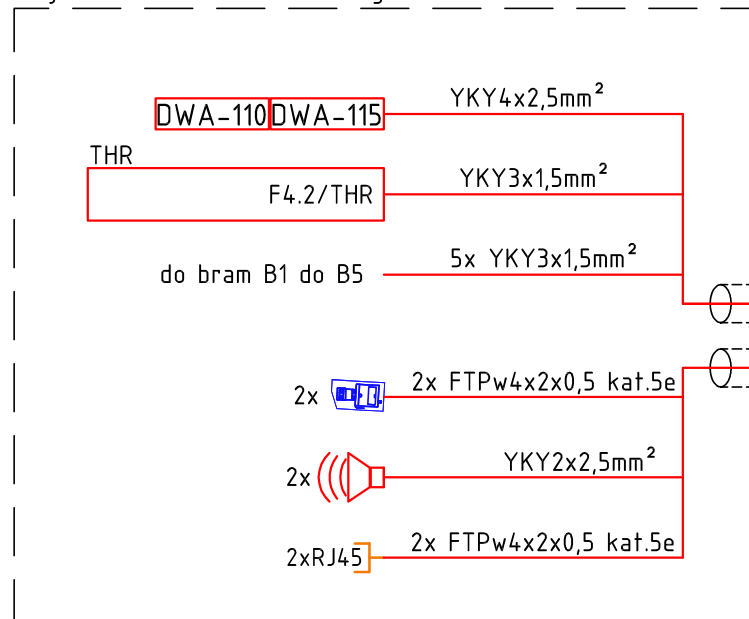 DWA-110 DWA-115 YKY4x2,5mm²
THR
F4.2/THR YKY3x1,5mm²
do bram B1 do B5 5x YKY3x1,5mm²
2x 2x FTPw4x2x0,5 kat.5e
2x YKY2x2,5mm²
2xRJ45 2x FTPw4x2x0,5 kat.5e